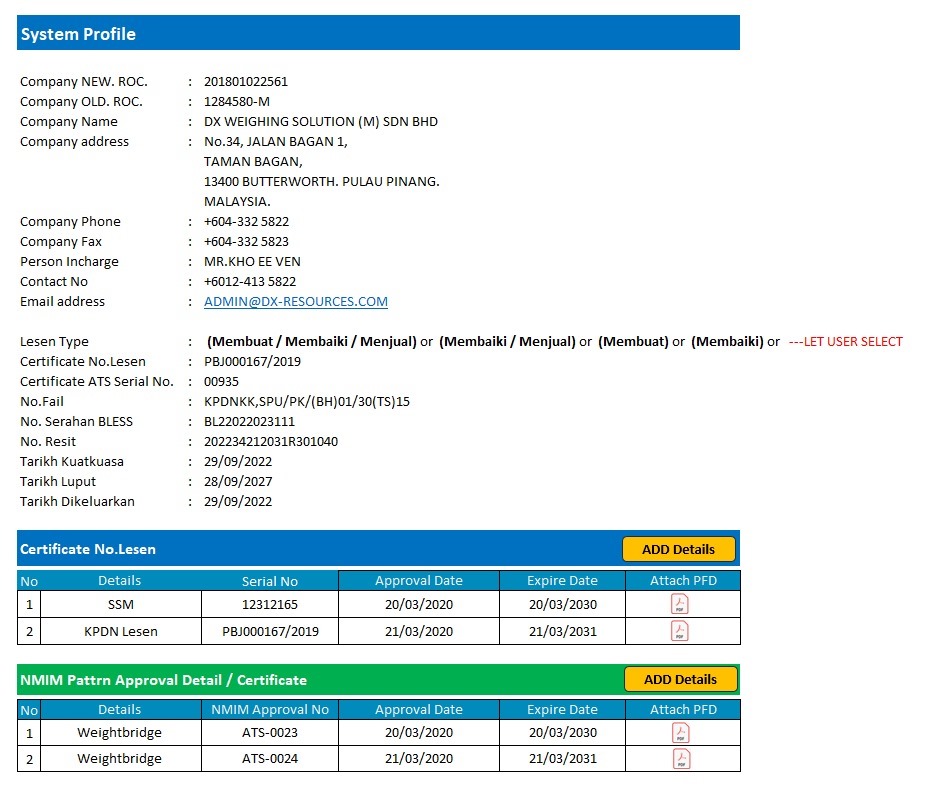 System Profile
Company NEW. ROC. : 201801022561
Company OLD. ROC. : 1284580-M
Company Name : DX WEIGHING SOLUTION (M) SDN BHD
Company address : No.34, JALAN BAGAN 1,
TAMAN BAGAN,
13400 BUTTERWORTH. PULAU PINANG.
MALAYSIA.
Company Phone : +604-332 5822
Company Fax : +604-332 5823
Person Incharge : MR.KHO EE VEN
Contact No : +6012-413 5822
Email address : ADMIN@DX-RESOURCES.COM
Lesen Type : (Membuat / Membaiki / Menjual) or (Membaiki / Menjual) or (Membuat) or (Membaiki) or ---LET USER SELECT
Certificate No.Lesen : PBJ000167/2019
Certificate ATS Serial No. : 00935
No.Fail : KPDNKK,SPU/PK/(BH)01/30(TS)15
No. Serahan BLESS : BL22022023111
No. Resit : 202234212031R301040
Tarikh Kuatkuasa : 29/09/2022
Tarikh Luput : 28/09/2027
Tarikh Dikeluarkan : 29/09/2022
Certificate No.Lesen ADD Details
No Details Serial No Approval Date Expire Date Attach PFD
1 SSM 12312165 20/03/2020 20/03/2030 PDF
2 KPDN Lesen PBJ000167/2019 21/03/2020 21/03/2031 PDF
NMIM Pattrn Approval Detail / Certificate ADD Details
No Details NMIM Approval No Approval Date Expire Date Attach PFD
1 Weightbridge ATS-0023 20/03/2020 20/03/2030 PDF
2 Weightbridge ATS-0024 21/03/2020 21/03/2031 PDF